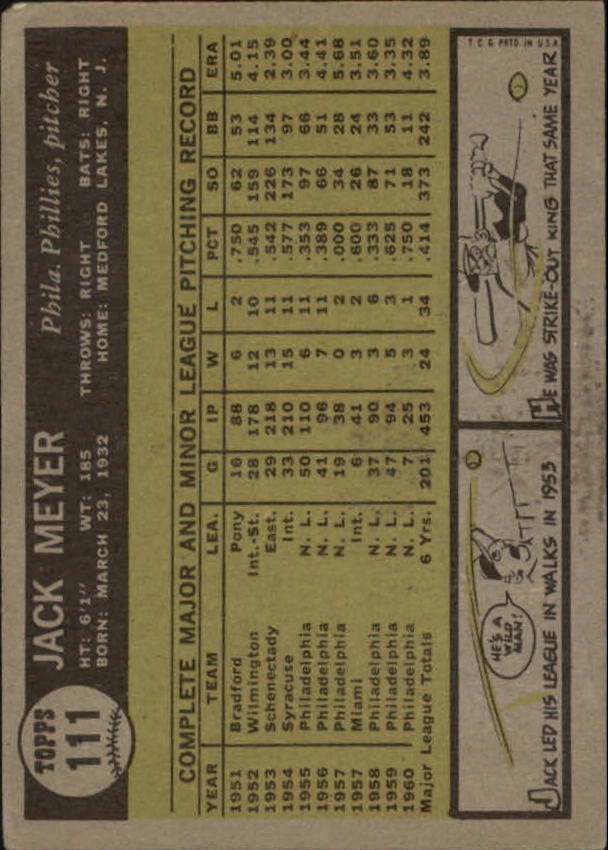 TOPPS
111
JACK MEYER Phila. Phillies, pitcher
HT: 6'1" WT: 185 THROWS: RIGHT BATS: RIGHT
BORN: MARCH 23, 1932 HOME: MEDFORD LAKES, N. J.
COMPLETE MAJOR AND MINOR LEAGUE PITCHING RECORD
YEAR TEAM LEA. G IP W L PCT SO BB ERA
1951 Bradford Pony 16 88 6 2 .750 62 53 5.01
1952 Wilmington Int.-St. 28 178 12 10 .545 159 114 4.15
1953 Schenectady East. 29 218 13 11 .542 226 134 2.39
1954 Syracuse Int. 33 210 15 11 .577 173 97 3.00
1955 Philadelphia N. L. 50 110 6 11 .353 97 66 3.44
1956 Philadelphia N. L. 41 96 7 11 .389 66 51 4.41
1957 Philadelphia N. L. 19 38 0 2 .000 34 28 5.68
1957 Miami Int. 6 41 3 2 .600 26 24 3.51
1958 Philadelphia N. L. 37 90 3 6 .333 87 33 3.60
1959 Philadelphia N. L. 47 94 5 3 .625 71 53 3.35
1960 Philadelphia N. L. 7 25 3 1 .750 18 11 4.32
Major League Totals 6 Yrs. 201 453 24 34 .414 373 242 3.89
HE'S A
WILD
MAN!
JACK LED HIS LEAGUE IN WALKS IN 1953
T C G PRTD. IN U.S.A.
HE WAS STRIKE-OUT KING THAT SAME YEAR